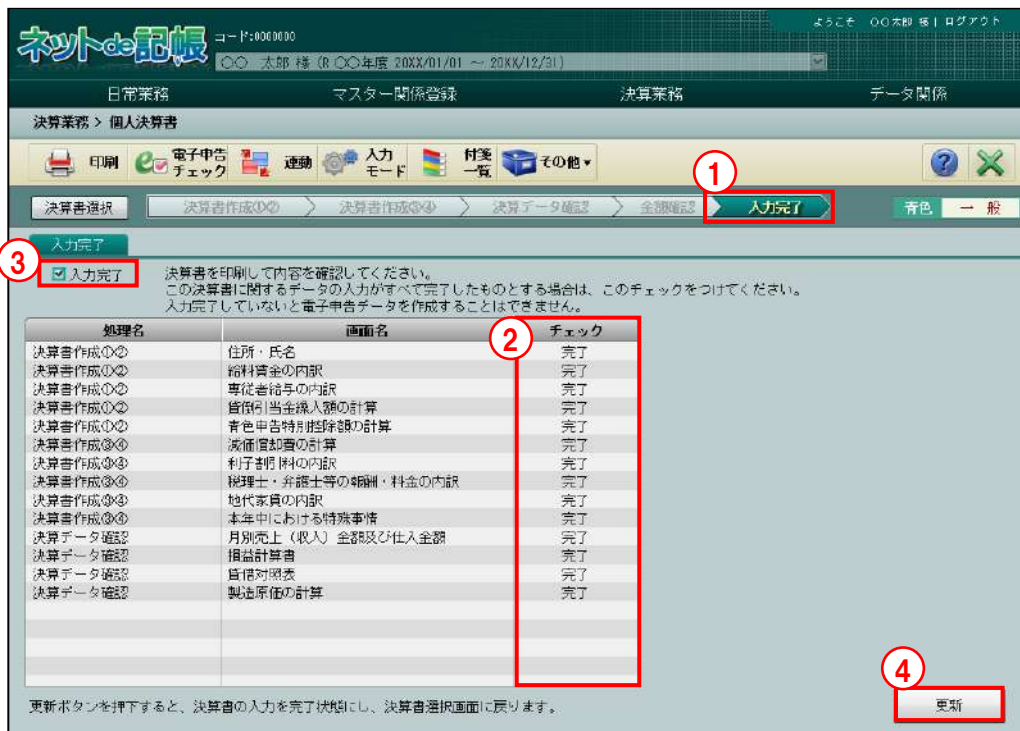 ようこそ 〇〇太郎 様 | ログアウト
ネットde記帳 コード:0000000
〇〇 太郎 様 (R〇〇年度 20XX/01/01 ～ 20XX/12/31)
日常業務 マスター関係登録 決算業務 データ関係
決算業務 > 個人決算書
印刷 電子申告チェック 連動 入力モード 付箋一覧 その他▼ ?
①
決算書選択 決算書作成①② 決算書作成③④ 決算データ確認 金額確認 入力完了 青色 一般
入力完了
③
入力完了 決算書を印刷して内容を確認してください。
この決算書に関するデータの入力がすべて完了したものとする場合は、このチェックをつけてください。
入力完了していないと電子申告データを作成することはできません。
②
処理名 画面名 チェック
決算書作成①② 住所・氏名 完了
決算書作成①② 給料賃金の内訳 完了
決算書作成①② 専従者給与の内訳 完了
決算書作成①② 貸倒引当金繰入額の計算 完了
決算書作成①② 青色申告特別控除額の計算 完了
決算書作成③④ 減価償却費の計算 完了
決算書作成③④ 利子割引料の内訳 完了
決算書作成③④ 税理士・弁護士等の報酬・料金の内訳 完了
決算書作成③④ 地代家賃の内訳 完了
決算書作成③④ 本年中における特殊事情 完了
決算データ確認 月別売上（収入）金額及び仕入金額 完了
決算データ確認 損益計算書 完了
決算データ確認 貸借対照表 完了
決算データ確認 製造原価の計算 完了
④
更新ボタンを押下すると、決算書の入力を完了状態にし、決算書選択画面に戻ります。 更新